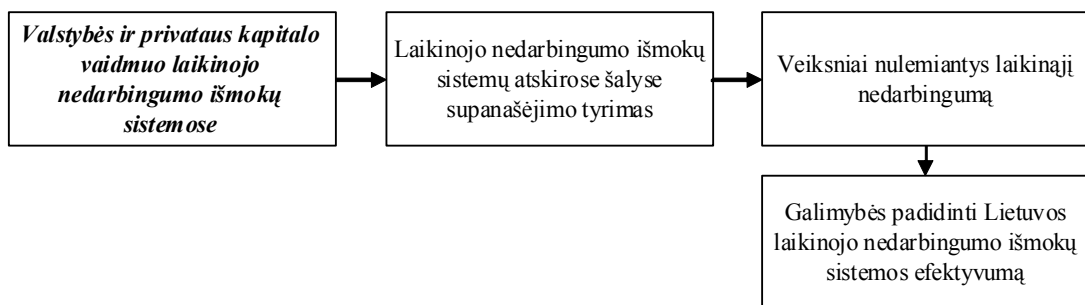 Valstybės ir privataus kapitalo
vaidmuo laikinojo
nedarbingumo išmokų
sistemose
Laikinojo nedarbingumo išmokų
sistemų atskirose šalyse
supanašėjimo tyrimas
Veiksniai nulemiantys laikinąjį
nedarbingumą
Galimybės padidinti Lietuvos
laikinojo nedarbingumo išmokų
sistemos efektyvumą